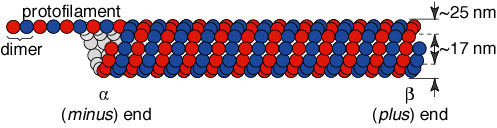 protofilament
~25 nm
dimer
~17 nm
α
β
(minus) end
(plus) end